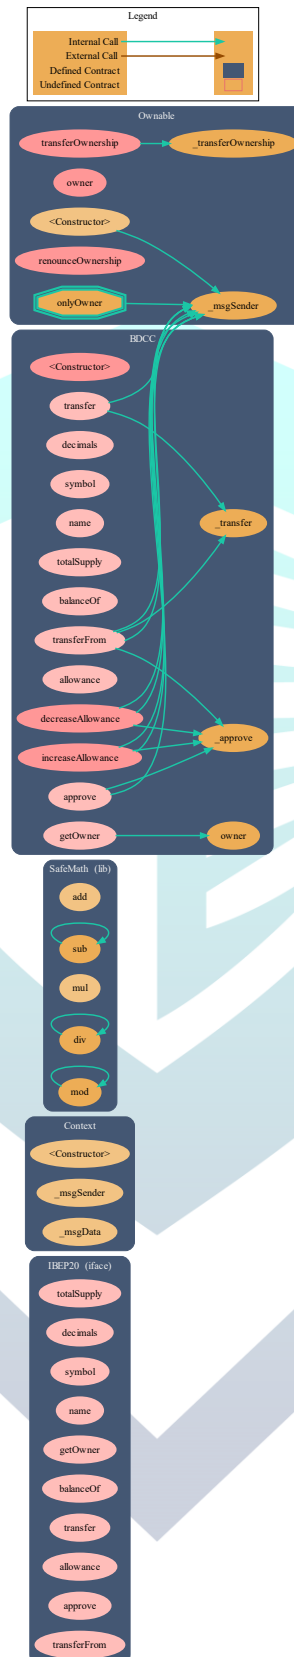 Legend
Internal Call
External Call
Defined Contract
Undefined Contract
Ownable
transferOwnership
_transferOwnership
owner
<Constructor>
renounceOwnership
onlyOwner
_msgSender
BDCC
<Constructor>
transfer
decimals
symbol
name
_transfer
totalSupply
balanceOf
transferFrom
allowance
decreaseAllowance
_approve
increaseAllowance
approve
getOwner
owner
SafeMath (lib)
add
sub
mul
div
mod
Context
<Constructor>
_msgSender
_msgData
IBEP20 (iface)
totalSupply
decimals
symbol
name
getOwner
balanceOf
transfer
allowance
approve
transferFrom